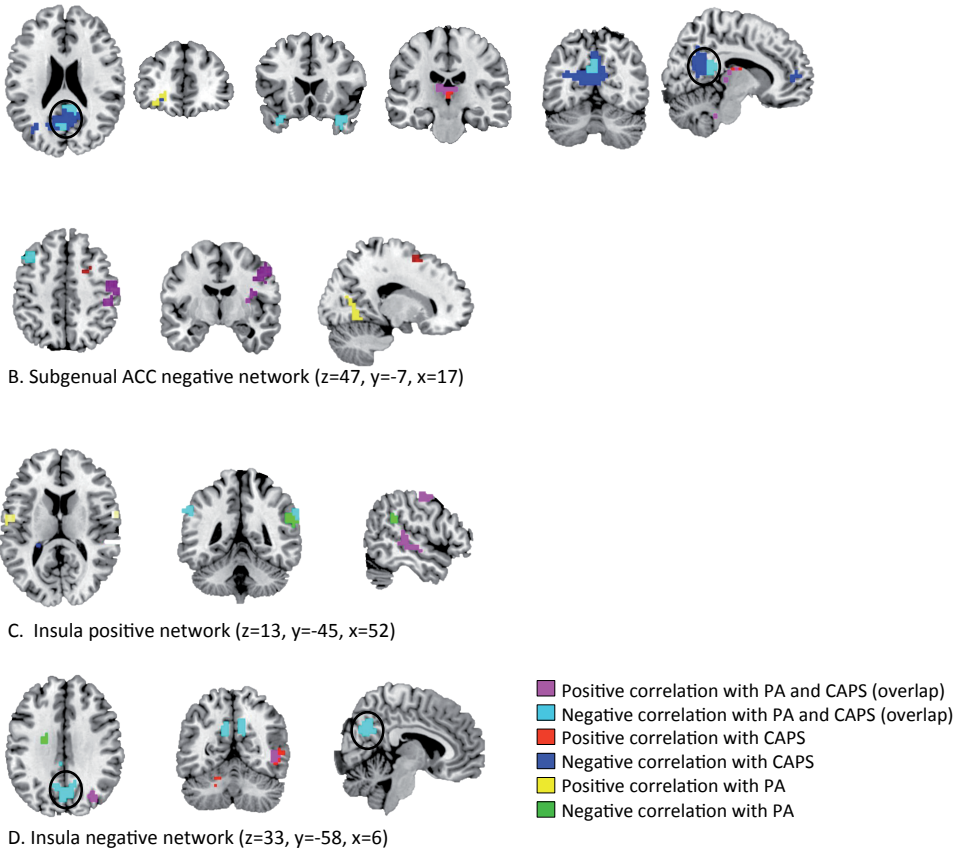 B. Subgenual ACC negative network (z=47, y=-7, x=17)
C. Insula positive network (z=13, y=-45, x=52)
Positive correlation with PA and CAPS (overlap)
Negative correlation with PA and CAPS (overlap)
Positive correlation with CAPS
Negative correlation with CAPS
Positive correlation with PA
Negative correlation with PA
D. Insula negative network (z=33, y=-58, x=6)